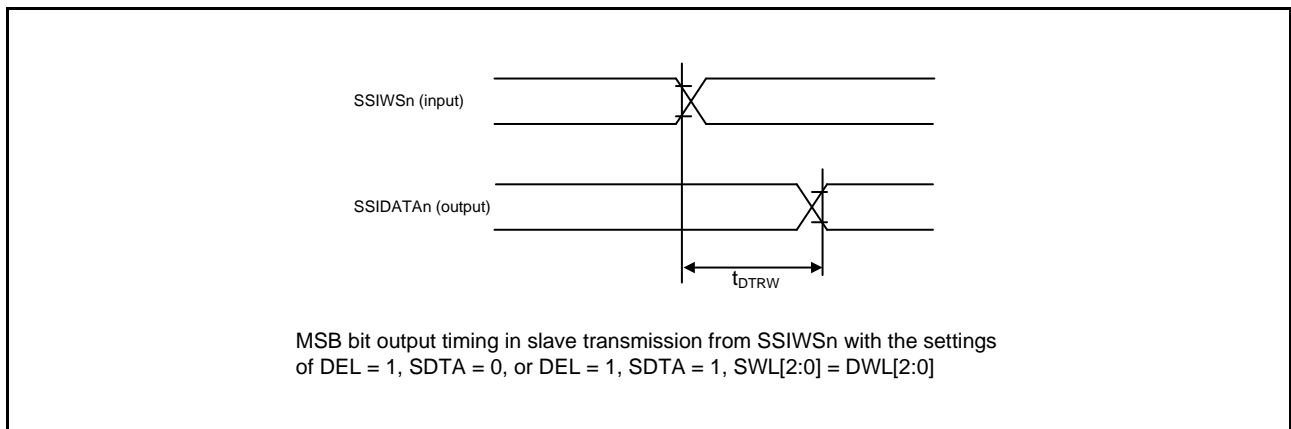 SSIWSn (input)
SSIDATAn (output)
tDTRW
MSB bit output timing in slave transmission from SSIWSn with the settings
of DEL = 1, SDTA = 0, or DEL = 1, SDTA = 1, SWL[2:0] = DWL[2:0]